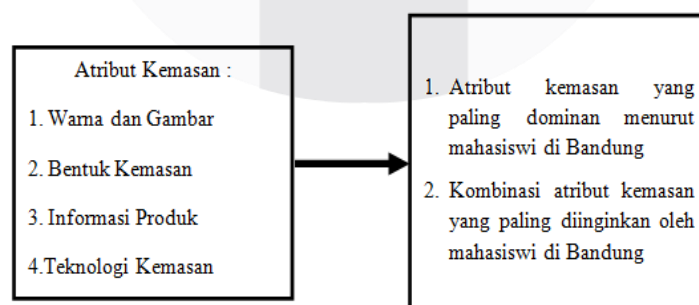 Atribut Kemasan :
1. Warna dan Gambar
2. Bentuk Kemasan
3. Informasi Produk
4.Teknologi Kemasan
1. Atribut kemasan yang
paling dominan menurut
mahasiswi di Bandung
2. Kombinasi atribut kemasan
yang paling diinginkan oleh
mahasiswi di Bandung